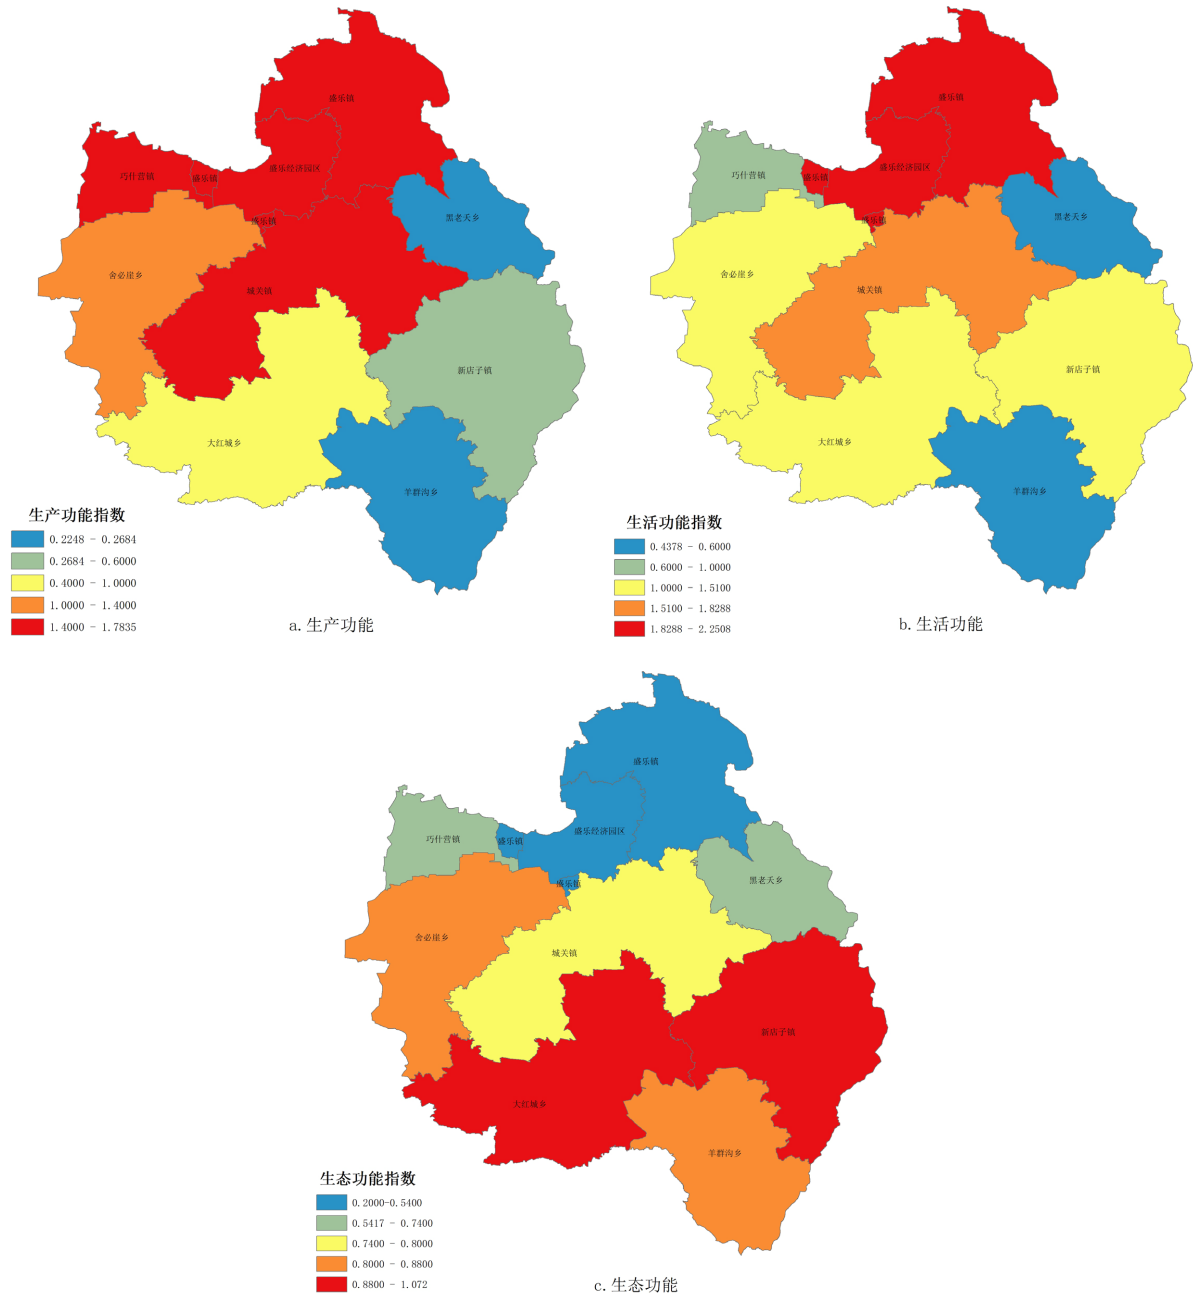 盛乐镇
盛乐经济园区
巧什营镇
盛乐镇
盛乐镇
黑老夭乡
舍必崖乡
城关镇
新店子镇
大红城乡
羊群沟乡
生产功能指数
0.2248 - 0.2684
0.2684 - 0.6000
0.4000 - 1.0000
1.0000 - 1.4000
1.4000 - 1.7835
a.生产功能
盛乐镇
盛乐经济园区
巧什营镇
盛乐镇
盛乐镇
黑老夭乡
舍必崖乡
城关镇
新店子镇
大红城乡
羊群沟乡
生活功能指数
0.4378 - 0.6000
0.6000 - 1.0000
1.0000 - 1.5100
1.5100 - 1.8288
1.8288 - 2.2508
b.生活功能
盛乐镇
盛乐经济园区
巧什营镇
盛乐镇
盛乐镇
黑老夭乡
舍必崖乡
城关镇
新店子镇
大红城乡
羊群沟乡
生态功能指数
0.2000-0.5400
0.5417 - 0.7400
0.7400 - 0.8000
0.8000 - 0.8800
0.8800 - 1.072
c.生态功能